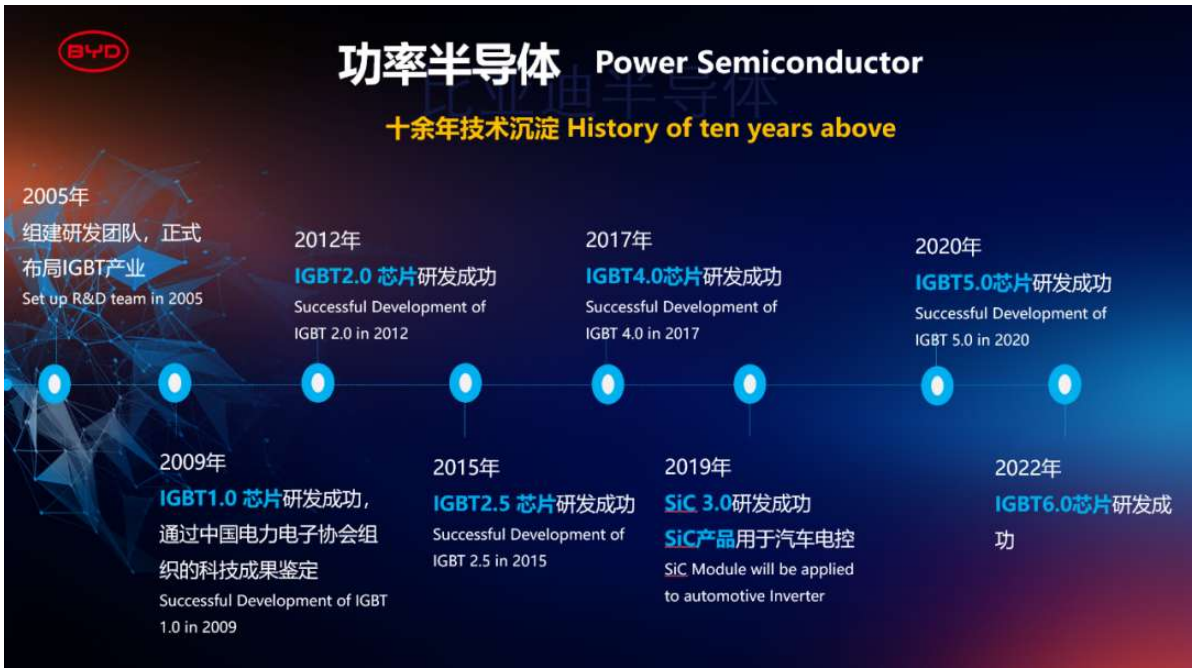 BYD
功率半导体 Power Semiconductor
比亚迪半导体
十余年技术沉淀 History of ten years above
2005年
组建研发团队，正式
布局IGBT产业
Set up R&D team in 2005
2009年
IGBT1.0 芯片研发成功，
通过中国电力电子协会组
织的科技成果鉴定
Successful Development of IGBT
1.0 in 2009
2012年
IGBT2.0 芯片研发成功
Successful Development of
IGBT 2.0 in 2012
2015年
IGBT2.5 芯片研发成功
Successful Development of
IGBT 2.5 in 2015
2017年
IGBT4.0芯片研发成功
Successful Development of
IGBT 4.0 in 2017
2019年
SiC 3.0研发成功
SiC产品用于汽车电控
SiC Module will be applied
to automotive Inverter
2020年
IGBT5.0芯片研发成功
Successful Development of
IGBT 5.0 in 2020
2022年
IGBT6.0芯片研发成
功